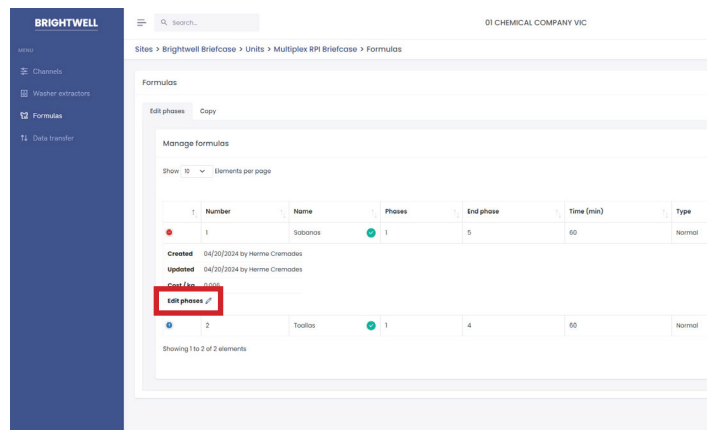 BRIGHTWELL
Search...
01 CHEMICAL COMPANY VIC
MENU
Sites > Brightwell Briefcase > Units > Multiplex RPI Briefcase > Formulas
Channels
Washer extractors
Formulas
Data transfer
Formulas
Edit phases Copy
Manage formulas
Show 10 Elements per page
Number Name Phases End phase Time (min) Type
1 Sabanas 1 5 60 Normal
Created 04/20/2024 by Herme Cremades
Updated 04/20/2024 by Herme Cremades
Cost / kg 0.006
Edit phases
2 Toallas 1 4 60 Normal
Showing 1 to 2 of 2 elements